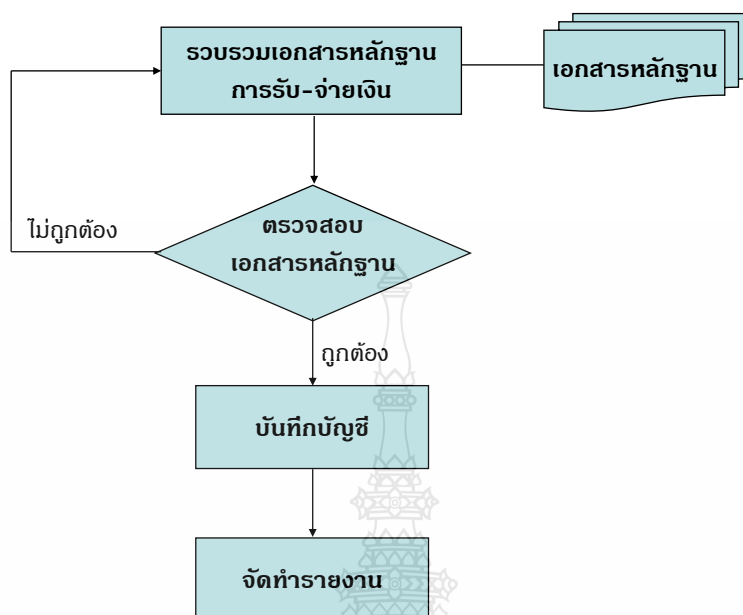 รวบรวมเอกสารหลักฐาน
การรับ-จ่ายเงิน
เอกสารหลักฐาน
ตรวจสอบ
เอกสารหลักฐาน
ไม่ถูกต้อง
ถูกต้อง
บันทึกบัญชี
จัดทำรายงาน